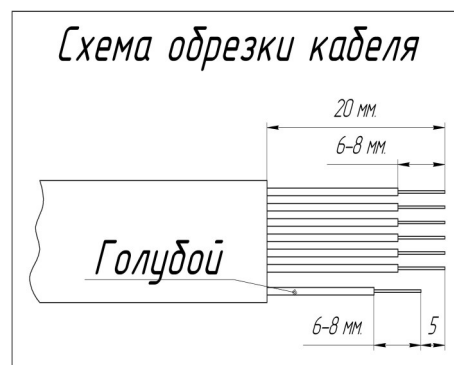 Схема обрезки кабеля
20 мм.
6-8 мм.
Голубой
6-8 мм. 5